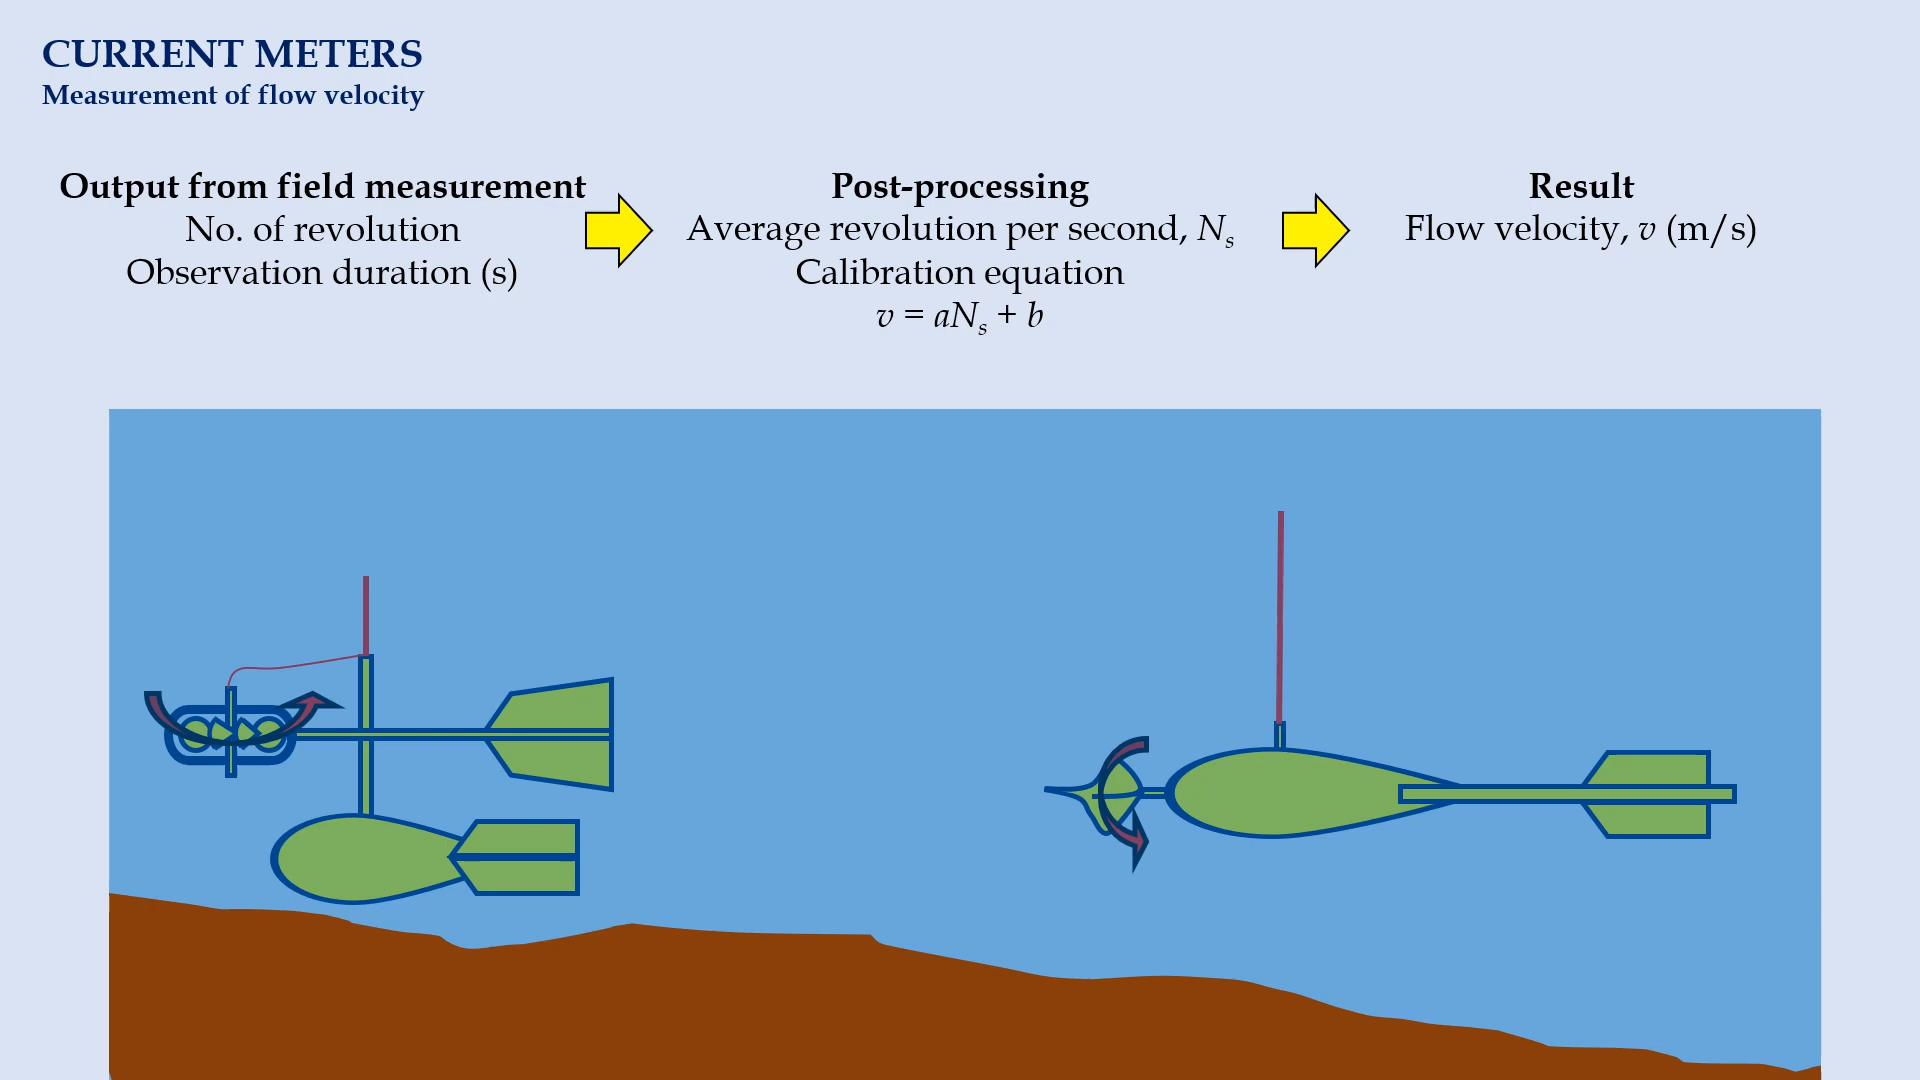 CURRENT METERS
Measurement of flow velocity
Output from field measurement
No. of revolution
Observation duration (s)
Post-processing
Average revolution per second, Ns
Calibration equation
v = aNs + b
Result
Flow velocity, v (m/s)